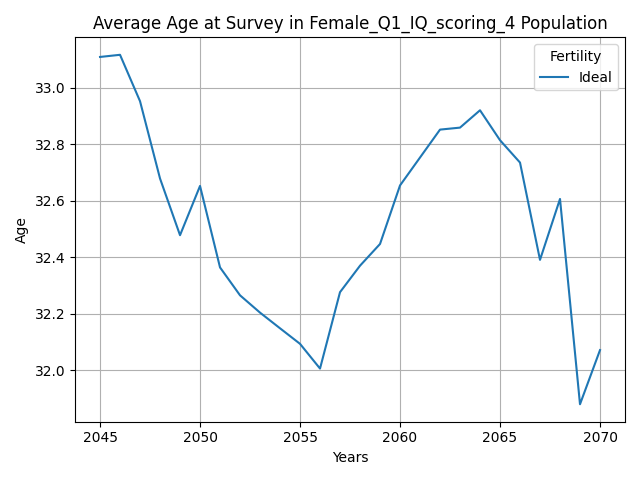 Average Age at Survey in Female_Q1_IQ_scoring_4 Population
Fertility
Ideal
33.0
32.8
32.6
32.4
32.2
32.0
Age
2045 2050 2055 2060 2065 2070
Years